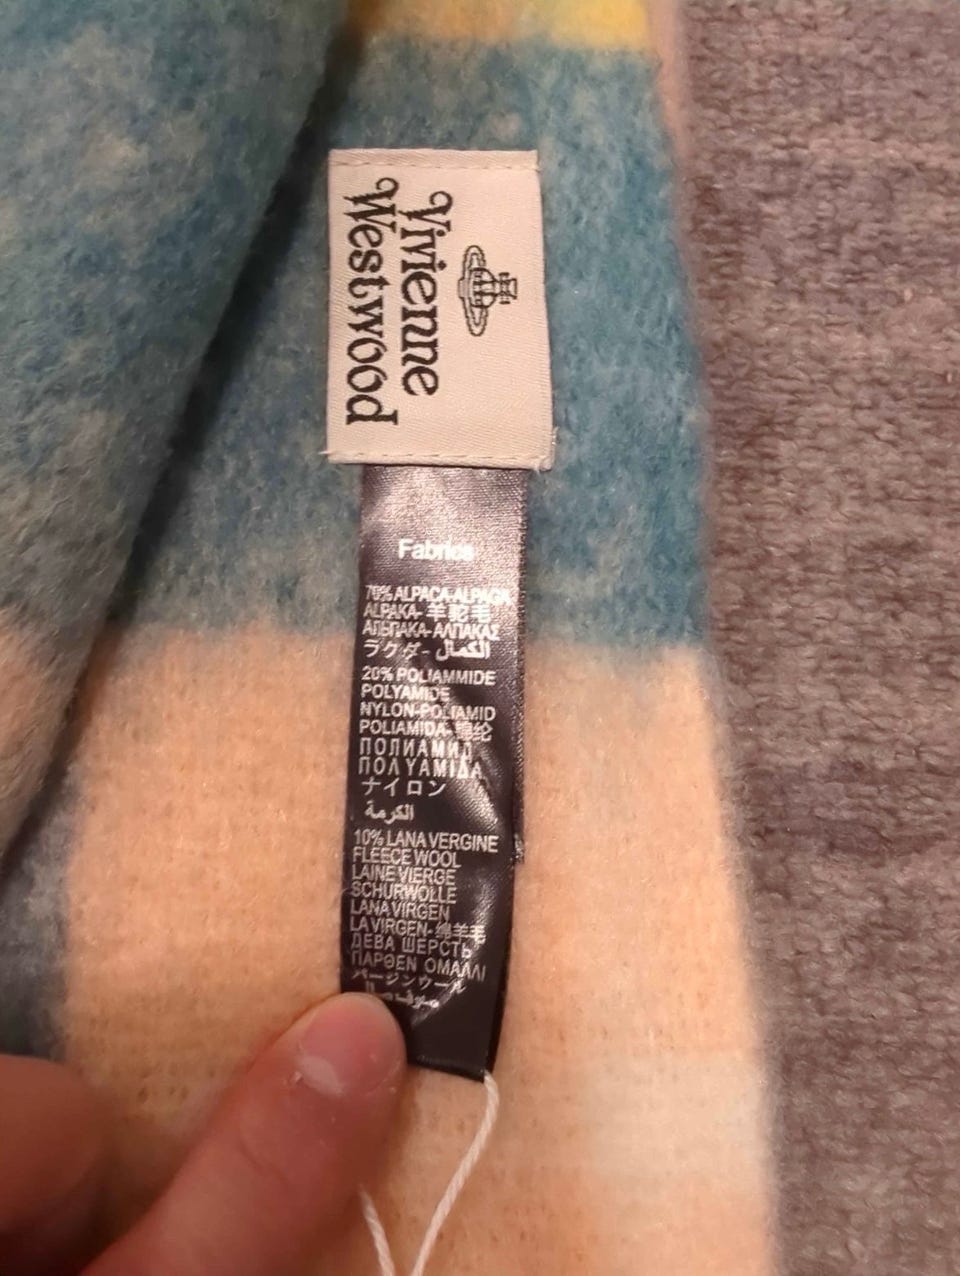 Vivienne
Westwood
Fabrics
70% ALPACA-ALPAGA
ALPAKA- 羊驼毛
АЛЬПАКА-ΑΛΠΑΚΑΣ
ラクダ- الكمال
20% POLIAMMIDE
POLYAMIDE
NYLON-POLIAMID
POLIAMIDA-锦纶
ПОЛИАМИД
ΠΟΛΥΑΜΙΔΑ
ナイロン
الكرمة
10% LANA VERGINE
FLEECE WOOL
LAINE VIERGE
SCHURWOLLE
LANA VIRGEN
LA VIRGEN- 绵羊毛
ДЕВА ШЕРСТЬ
ΠΑΡΘΕΝ ΟΜΑΛΛΙ
バージンウール